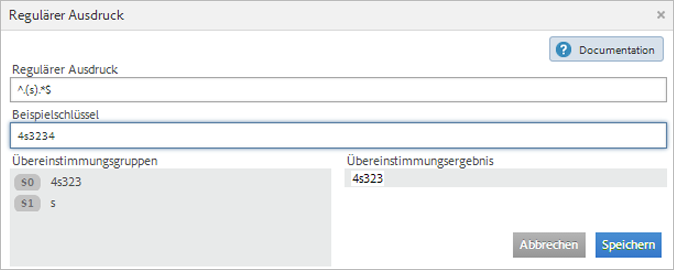 Regulärer Ausdruck
×
? Documentation
Regulärer Ausdruck
^.(s).*$
Beispielschlüssel
4s3234
Übereinstimmungsgruppen
Übereinstimmungsergebnis
$0 4s323
4s323
$1 s
Abbrechen
Speichern